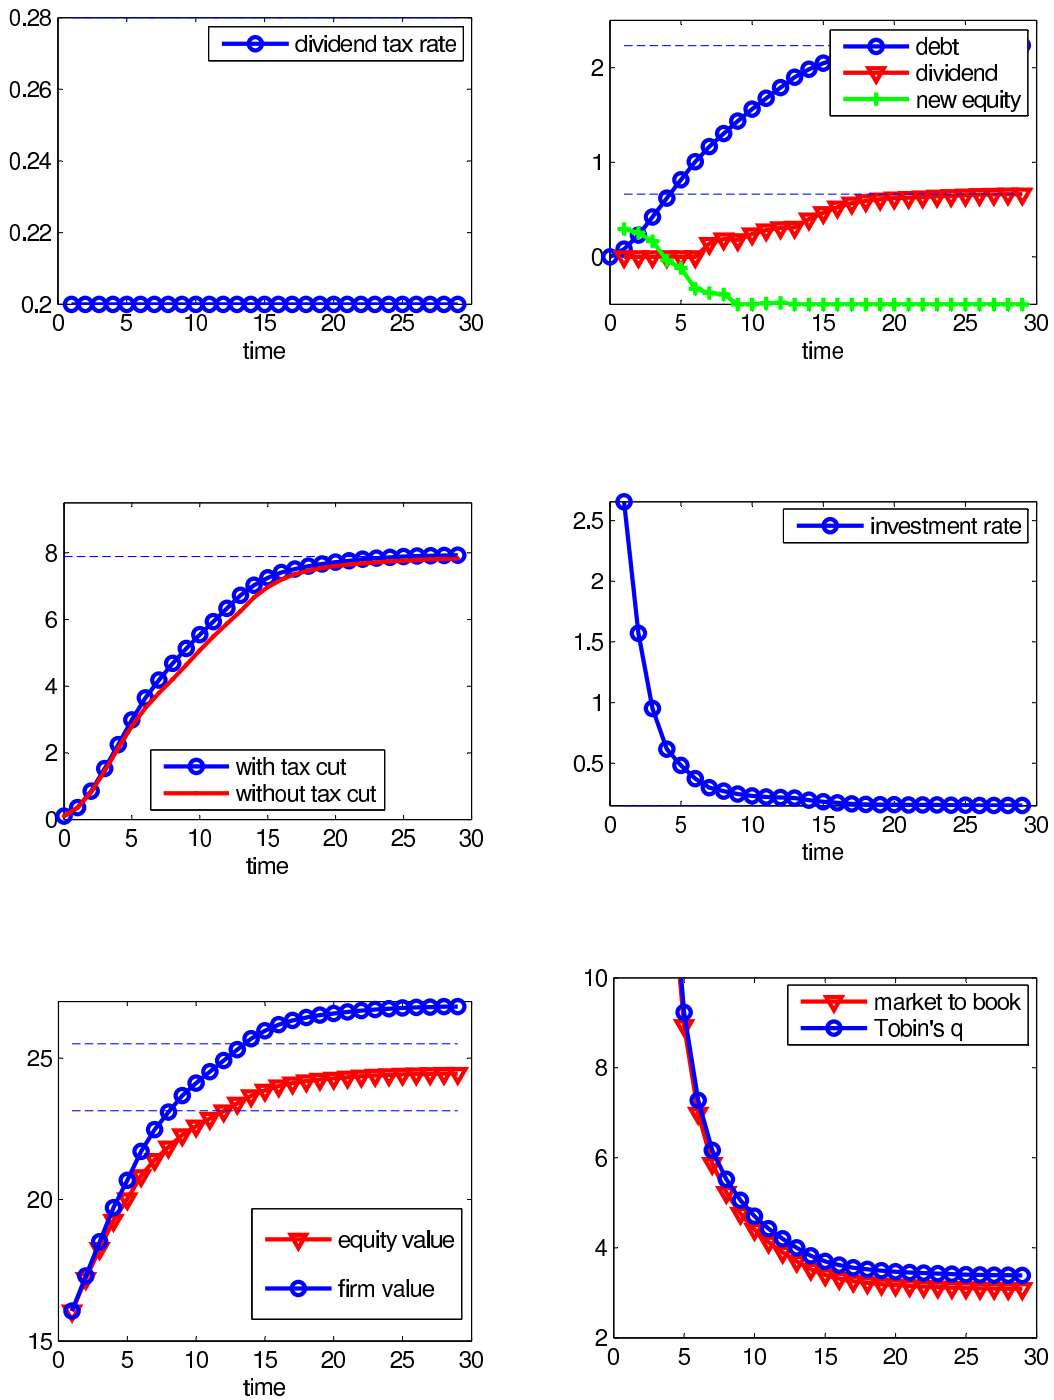 0.28
dividend tax rate
0.26
0.24
0.22
0.2
0 5 10 15 20 25 30
time
debt
dividend
new equity
2
1
0
0 5 10 15 20 25 30
time
8
6
4
2
0
with tax cut
without tax cut
0 5 10 15 20 25 30
time
2.5
investment rate
2
1.5
1
0.5
0 5 10 15 20 25 30
time
25
20
15
equity value
firm value
0 5 10 15 20 25 30
time
10
market to book
Tobin's q
8
6
4
2
0 5 10 15 20 25 30
time